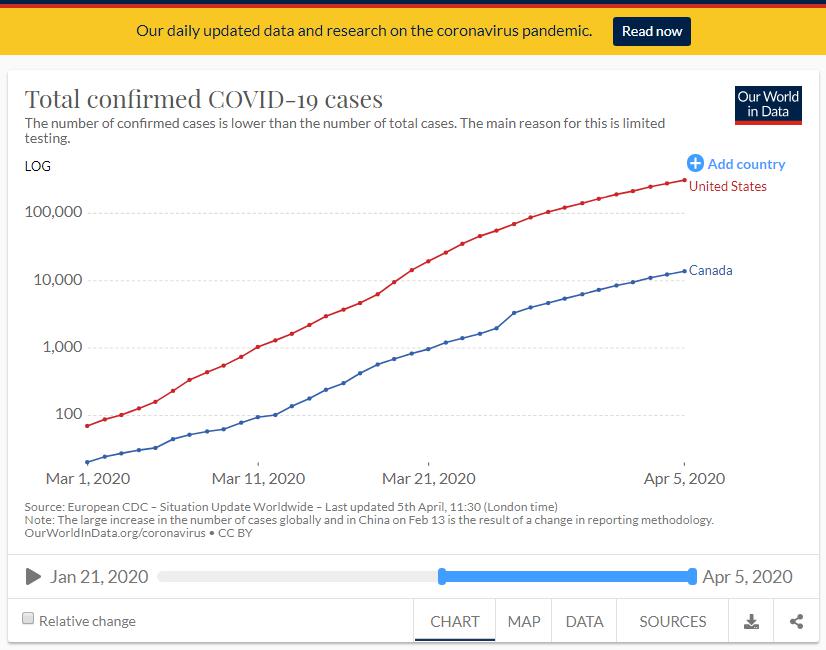 Our daily updated data and research on the coronavirus pandemic.
Read now
Total confirmed COVID-19 cases
Our World
in Data
The number of confirmed cases is lower than the number of total cases. The main reason for this is limited
testing.
LOG
Add country
United States
100,000
Canada
10,000
1,000
100
Mar 1, 2020
Mar 11, 2020
Mar 21, 2020
Apr 5, 2020
Source: European CDC – Situation Update Worldwide – Last updated 5th April, 11:30 (London time)
Note: The large increase in the number of cases globally and in China on Feb 13 is the result of a change in reporting methodology.
OurWorldInData.org/coronavirus • CC BY
Jan 21, 2020
Apr 5, 2020
Relative change
CHART
MAP
DATA
SOURCES